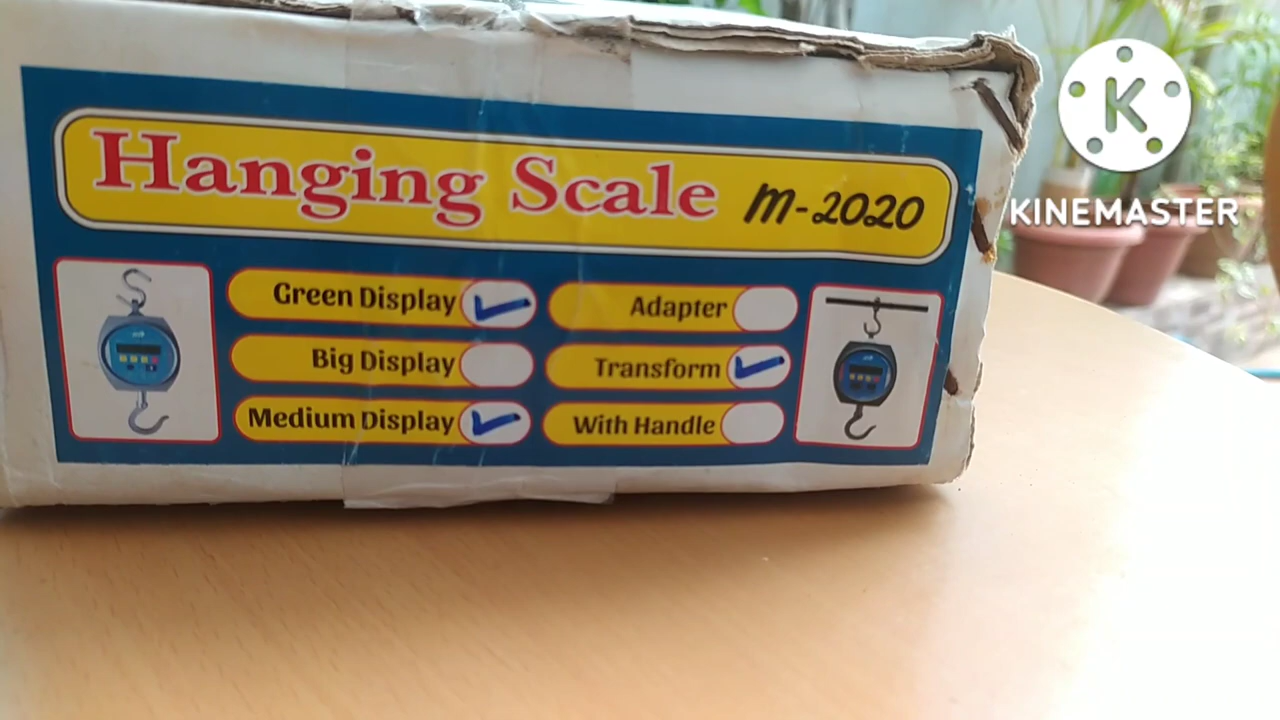 Hanging Scale M-2020
Green Display
Adapter
Big Display
Transform
Medium Display
With Handle
K
KINEMASTER